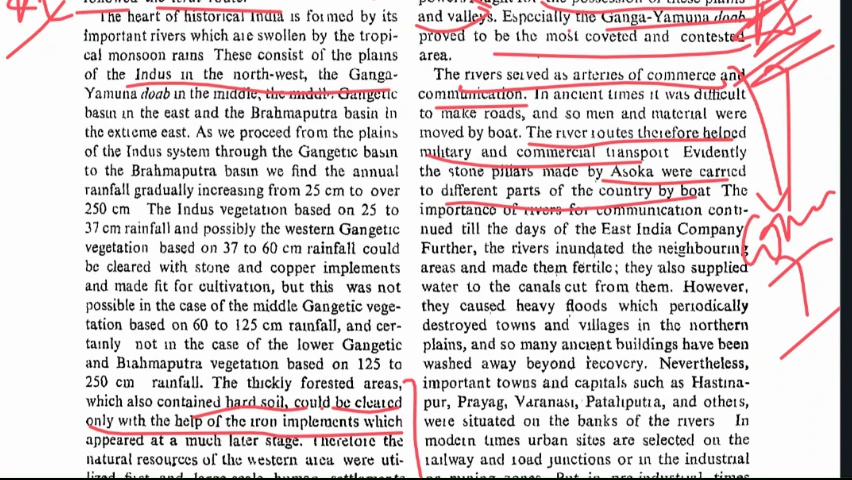 The heart of historical India is formed by its
important rivers which are swollen by the tropi-
cal monsoon rains These consist of the plains
of the Indus in the north-west, the Ganga-
Yamuna doab in the middle, the middle Gangetic
basin in the east and the Brahmaputra basin in
the extreme east. As we proceed from the plains
of the Indus system through the Gangetic basin
to the Brahmaputra basin we find the annual
rainfall gradually increasing from 25 cm to over
250 cm The Indus vegetation based on 25 to
37 cm rainfall and possibly the western Gangetic
vegetation based on 37 to 60 cm rainfall could
be cleared with stone and copper implements
and made fit for cultivation, but this was not
possible in the case of the middle Gangetic vege-
tation based on 60 to 125 cm rainfall, and cer-
tainly not in the case of the lower Gangetic
and Brahmaputra vegetation based on 125 to
250 cm rainfall. The thickly forested areas,
which also contained hard soil, could be cleared
only with the help of the iron implements which
appeared at a much later stage. Therefore the
natural resources of the western area were uti-
and valleys. Especially the Ganga-Yamuna doab
proved to be the most coveted and contested
area.
The rivers served as arteries of commerce and
communication. In ancient times it was difficult
to make roads, and so men and material were
moved by boat. The river routes therefore helped
military and commercial transport Evidently
the stone pillars made by Asoka were carried
to different parts of the country by boat The
importance of rivers for communication conti-
nued till the days of the East India Company
Further, the rivers inundated the neighbouring
areas and made them fertile; they also supplied
water to the canals cut from them. However,
they caused heavy floods which periodically
destroyed towns and villages in the northern
plains, and so many ancient buildings have been
washed away beyond recovery. Nevertheless,
important towns and capitals such as Hastina-
pur, Prayag, Varanasi, Pataliputra, and others,
were situated on the banks of the rivers In
modern times urban sites are selected on the
railway and road junctions or in the industrial